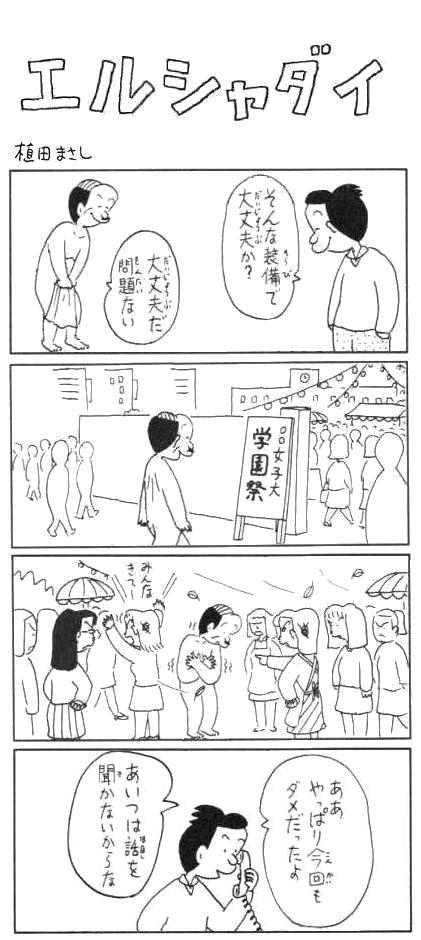 エルシャダイ
植田まさし
そんな装備で
大丈夫か?
大丈夫だ
問題ない
○○女子大
学園祭
みんな
きてー
ああ
やっぱり今回も
ダメだったよ
あいつは話を
聞かないからな